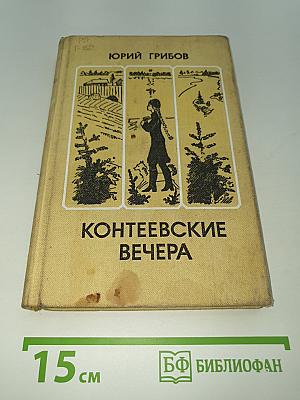 ЮРИЙ ГРИБОВ
КОНТЕЕВСКИЕ
ВЕЧЕРА
15 см
БФ БИБЛИОФАН